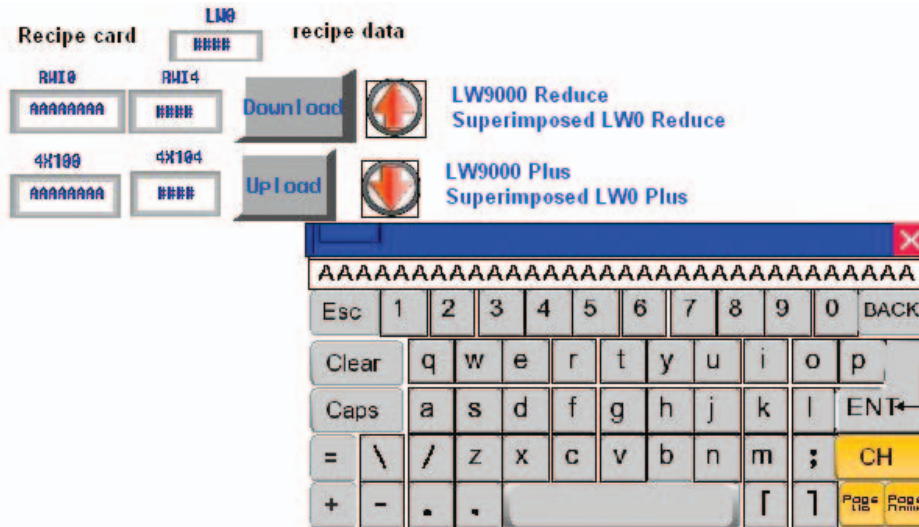 LW0
Recipe card #### recipe data
RWI0 RWI4
AAAAAAAA #### Download LW9000 Reduce
Superimposed LW0 Reduce
4X100 4X104
AAAAAAAA #### Upload LW9000 Plus
Superimposed LW0 Plus
AAAAAAAAAAAAAAAAAAAAAAAAAAAAAAAA
Esc 1 2 3 4 5 6 7 8 9 0 BACK
Clear q w e r t y u i o p
Caps a s d f g h j k l ENT←
= \ / z x c v b n m ; CH
+ - . , [ ] Page Page